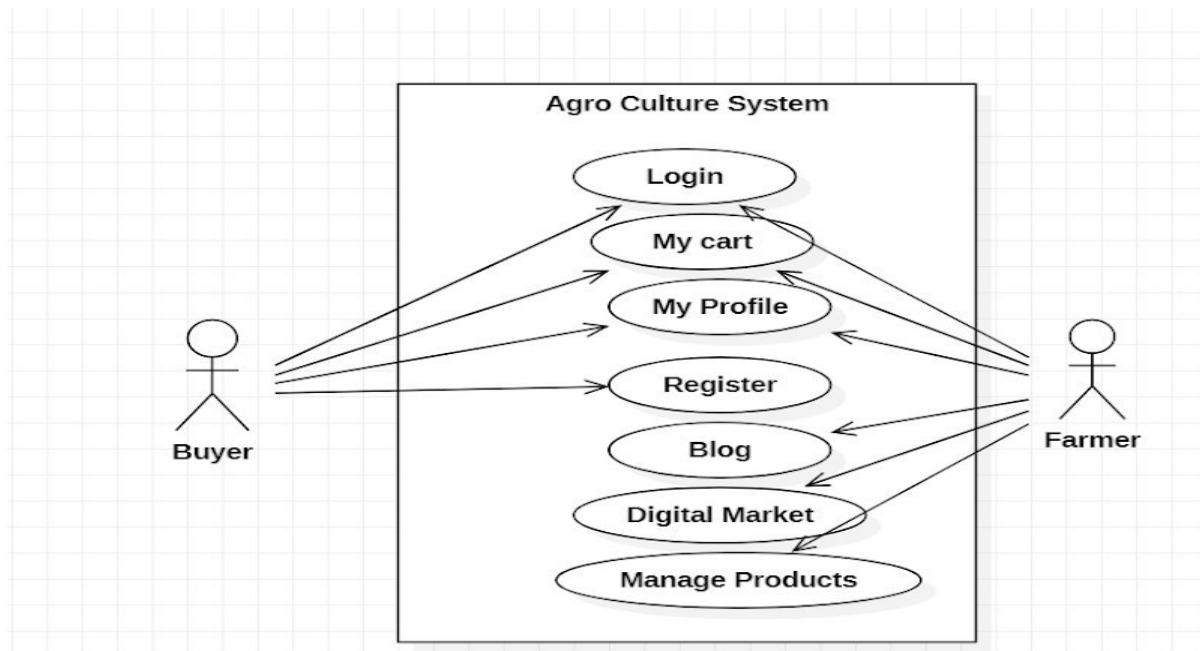 Agro Culture System
Login
My cart
My Profile
Register
Blog
Digital Market
Manage Products
Buyer
Farmer